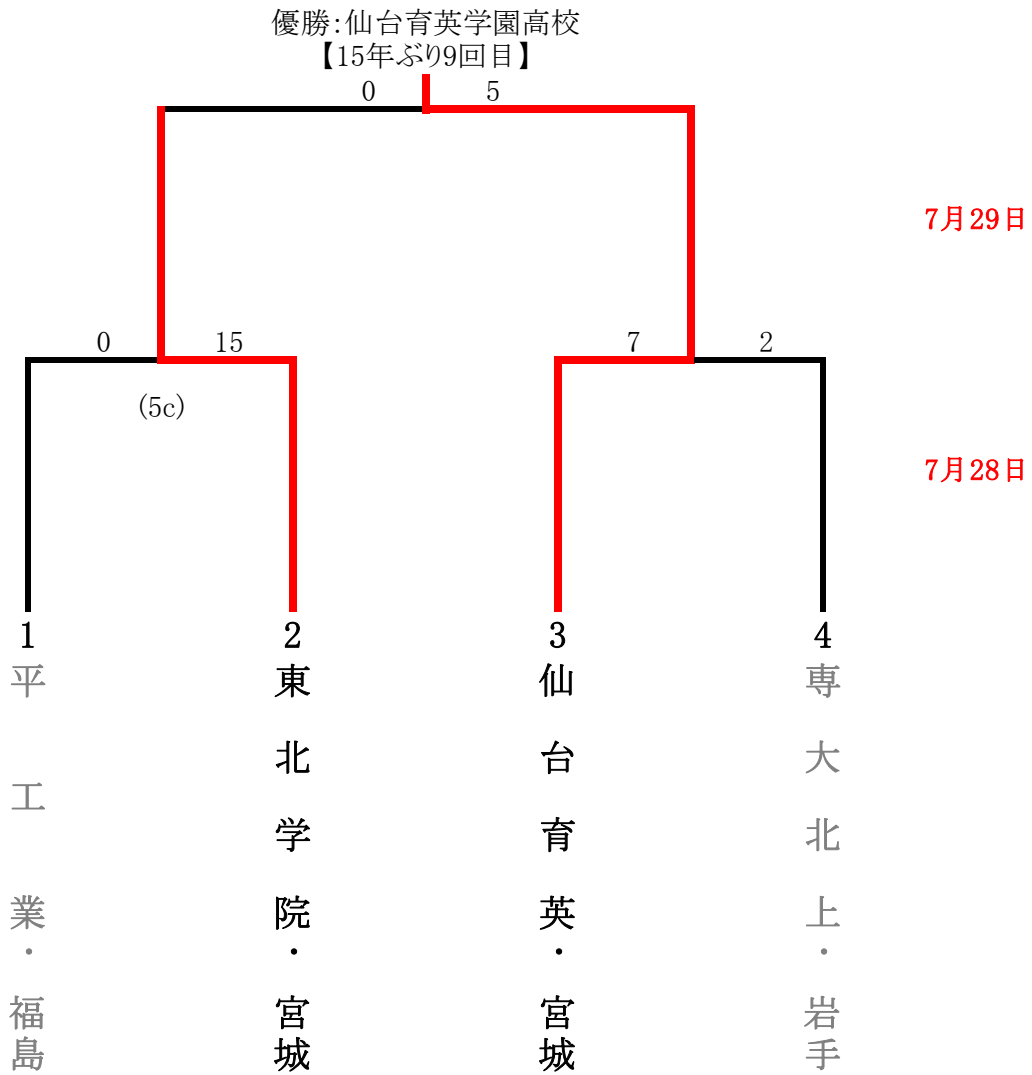 優勝：仙台育英学園高校
【15年ぶり9回目】
0 5
7月29日
0 15 7 2
(5c)
7月28日
1 2 3 4
平工業・福島
東北学院・宮城
仙台育英・宮城
専大北上・岩手